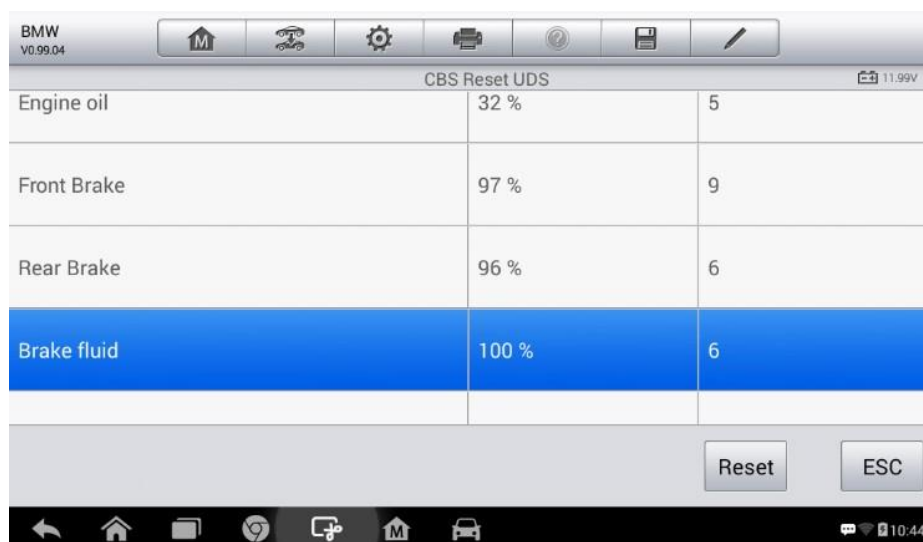 BMW
V0.99.04
M
CBS Reset UDS
11.99V
Engine oil 32 % 5
Front Brake 97 % 9
Rear Brake 96 % 6
Brake fluid 100 % 6
Reset ESC
M
10:44